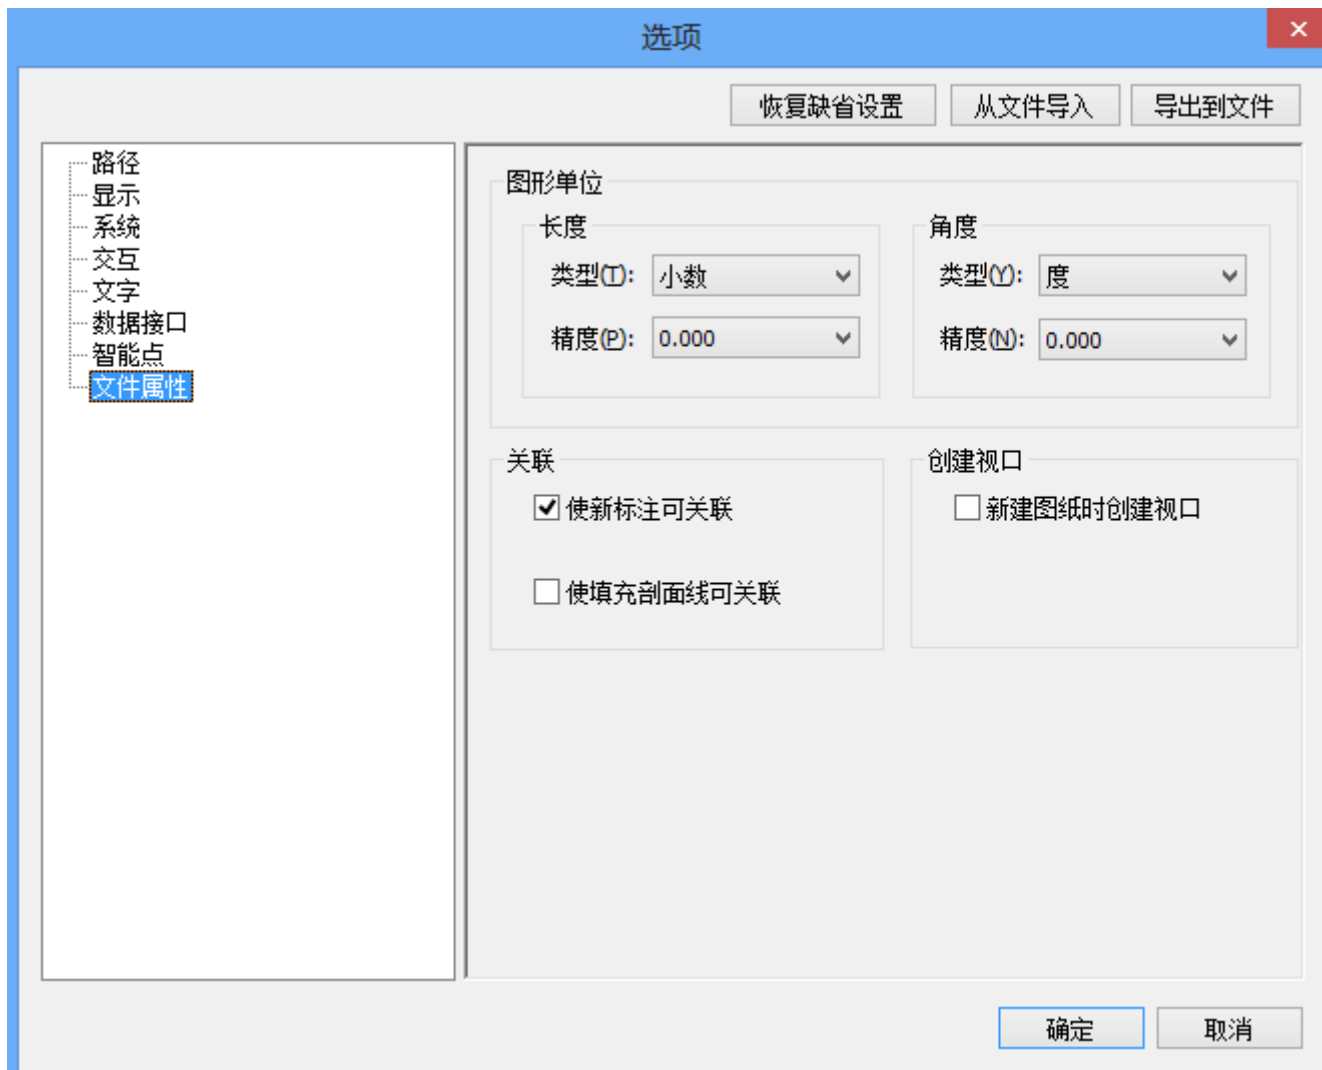 选项
恢复缺省设置 从文件导入 导出到文件
路径
显示
系统
交互
文字
数据接口
智能点
文件属性
图形单位
长度
类型(T): 小数
精度(P): 0.000
角度
类型(Y): 度
精度(N): 0.000
关联
使新标注可关联
使填充剖面线可关联
创建视口
新建图纸时创建视口
确定 取消